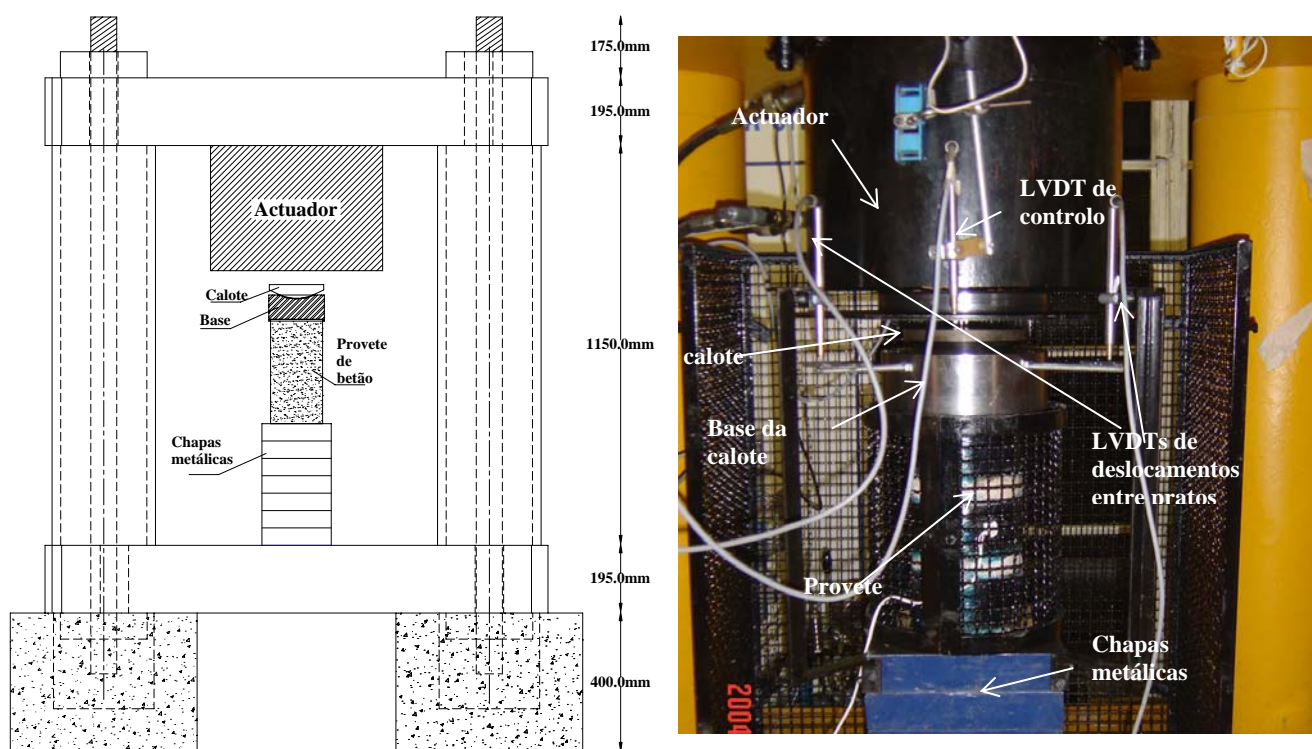 175.0mm
195.0mm
Actuador
Calote
Base
Provete
de
betão
1150.0mm
Chapas
metálicas
195.0mm
400.0mm
Actuador
LVDT de
controlo
calote
Base da
calote
LVDTs de
deslocamentos
entre pratos
Provete
Chapas
metálicas
2004